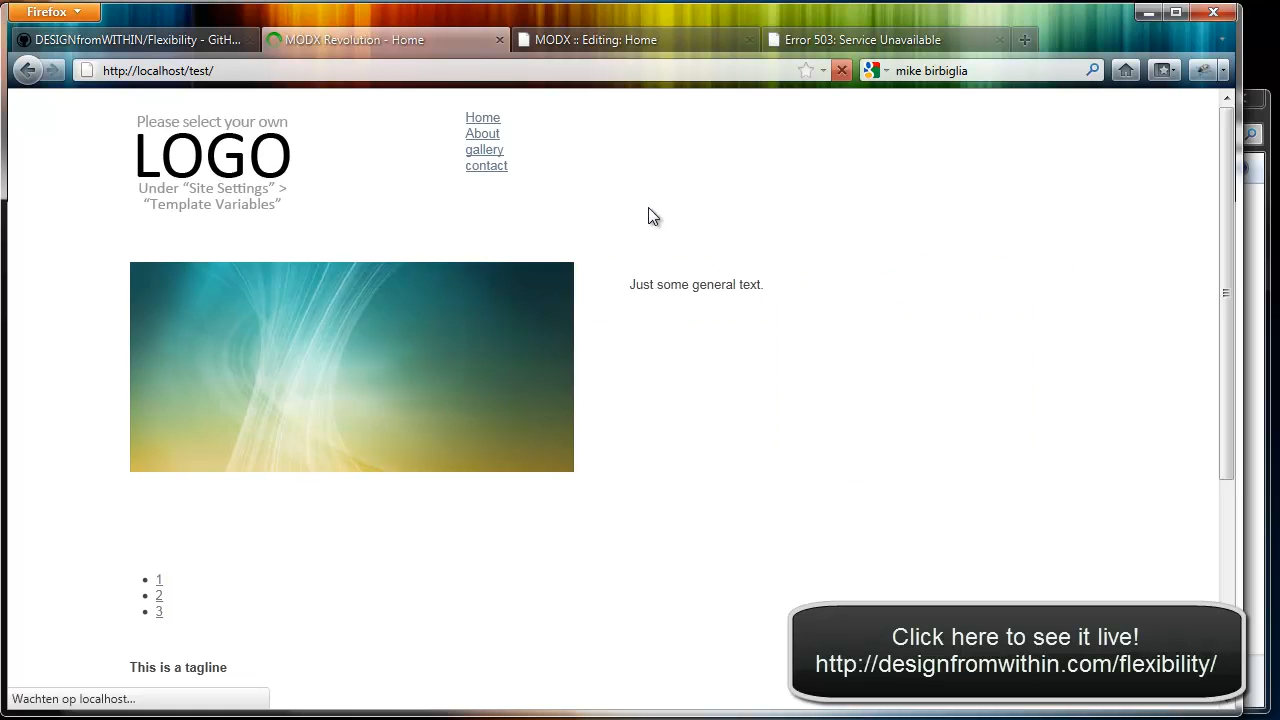 Firefox
DESIGNfromWITHIN/Flexibility - GitH...
MODX Revolution - Home
MODX :: Editing: Home
Error 503: Service Unavailable
http://localhost/test/
mike birbiglia
Please select your own
LOGO
Under “Site Settings” >
“Template Variables”
Home
About
gallery
contact
Just some general text.
1
2
3
This is a tagline
Click here to see it live!
http://designfromwithin.com/flexibility/
Wachten op localhost...